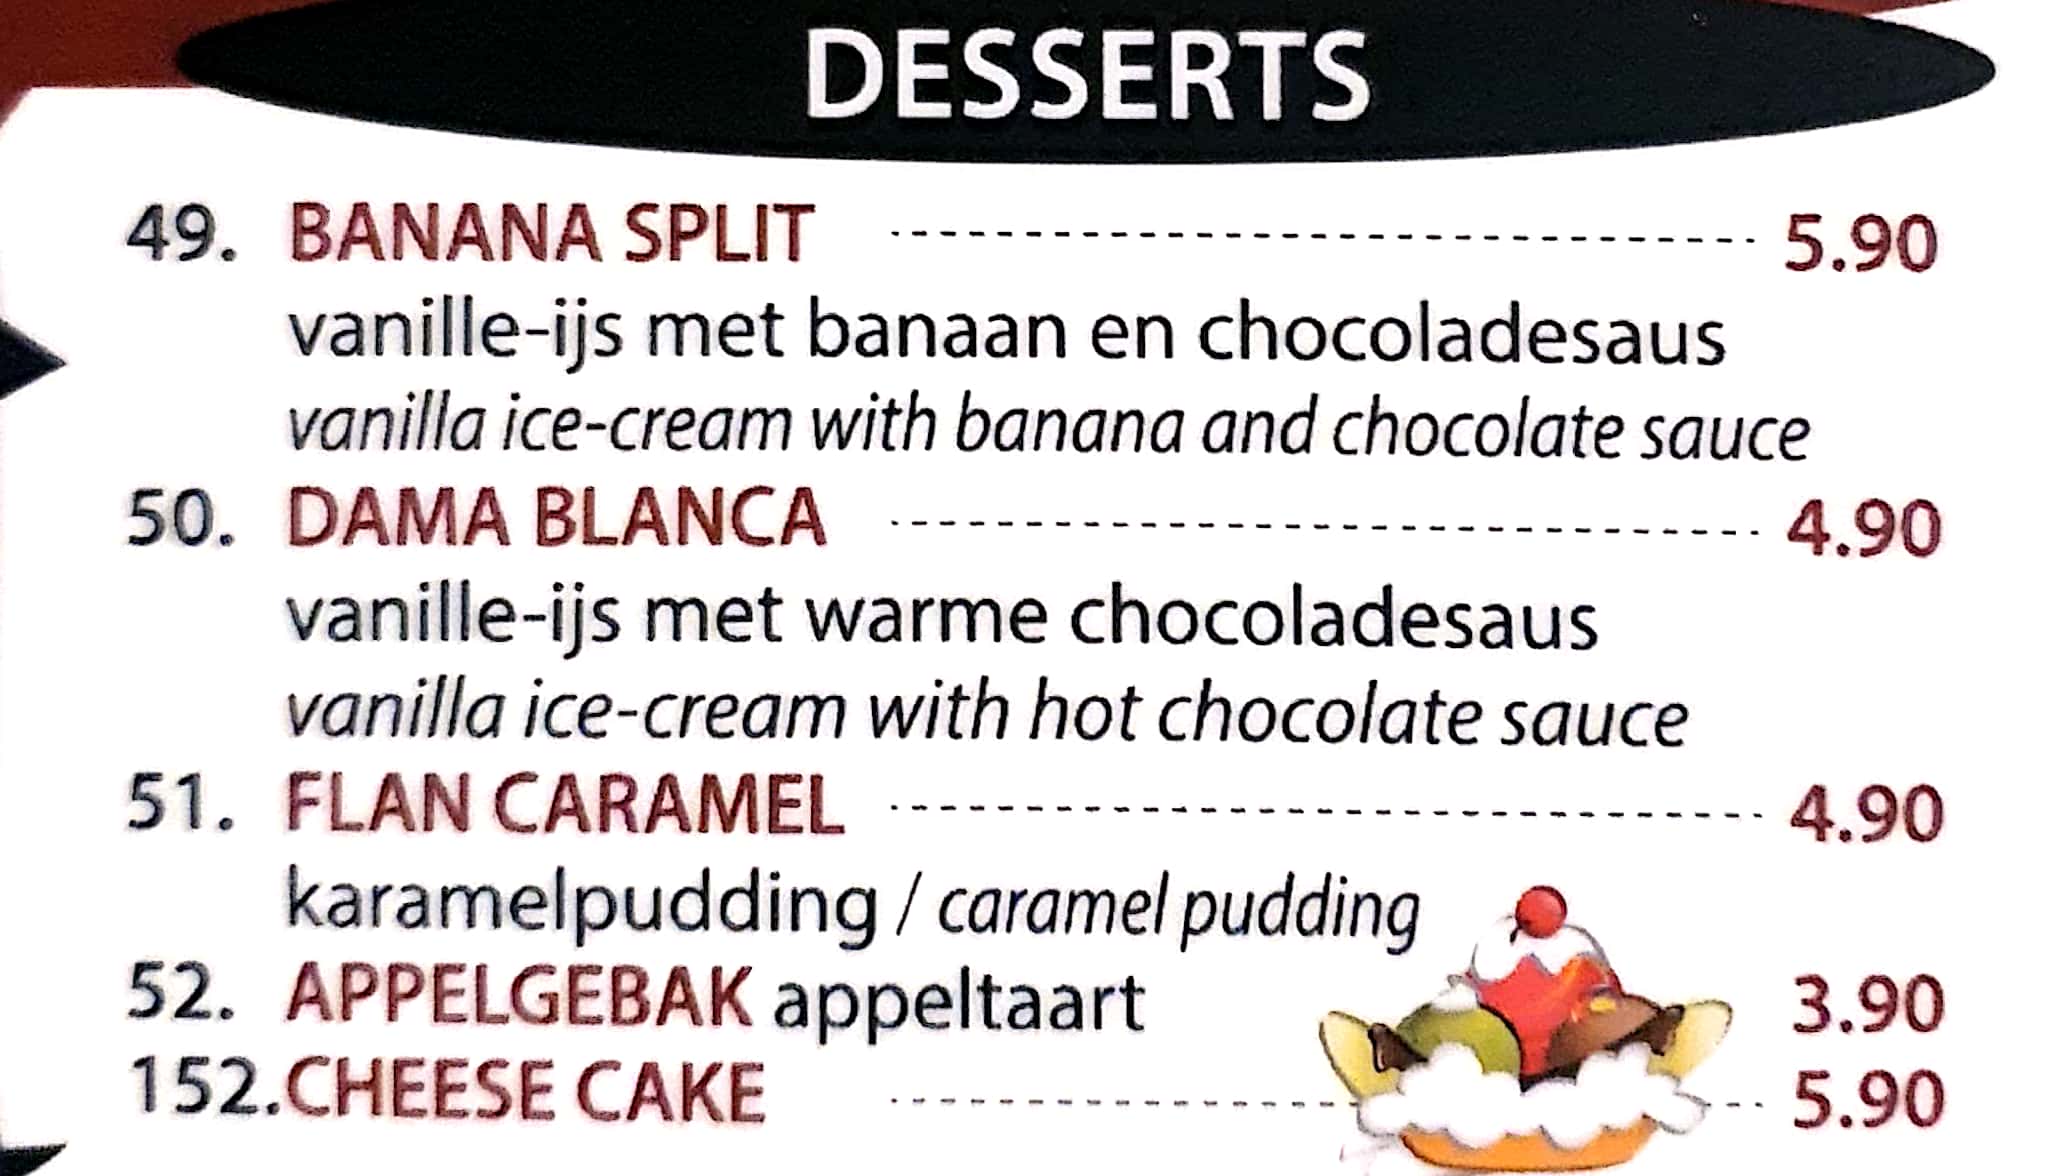 DESSERTS
49. BANANA SPLIT 5.90
vanille-ijs met banaan en chocoladesaus
vanilla ice-cream with banana and chocolate sauce
50. DAMA BLANCA 4.90
vanille-ijs met warme chocoladesaus
vanilla ice-cream with hot chocolate sauce
51. FLAN CARAMEL 4.90
karamelpudding / caramel pudding
52. APPELGEBAK appeltaart 3.90
152. CHEESE CAKE 5.90